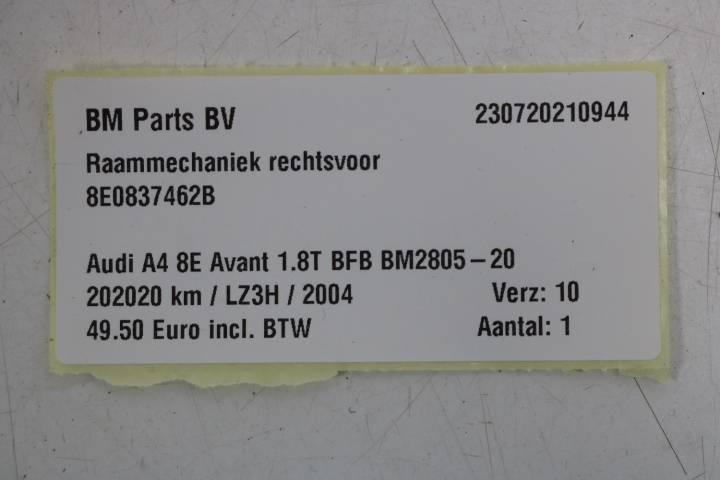 BM Parts BV 230720210944
Raammechaniek rechtsvoor
8E0837462B
Audi A4 8E Avant 1.8T BFB BM2805-20
202020 km / LZ3H / 2004 Verz: 10
49.50 Euro incl. BTW Aantal: 1